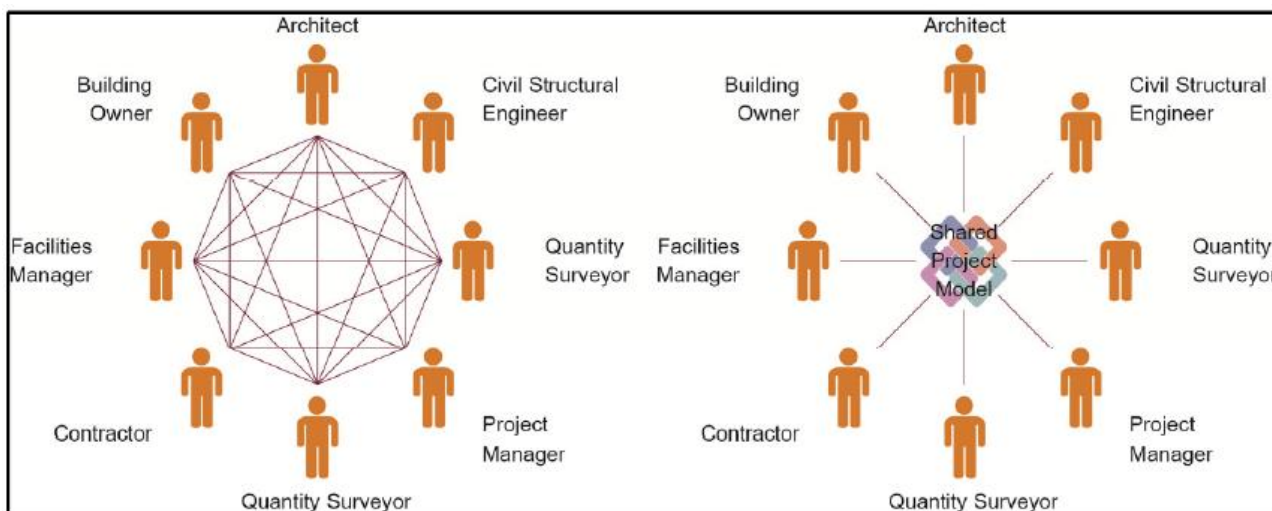 Architect
Building
Owner
Civil Structural
Engineer
Facilities
Manager
Quantity
Surveyor
Contractor
Project
Manager
Quantity Surveyor
Architect
Building
Owner
Civil Structural
Engineer
Facilities
Manager
Shared
Project
Model
Quantity
Surveyor
Contractor
Project
Manager
Quantity Surveyor